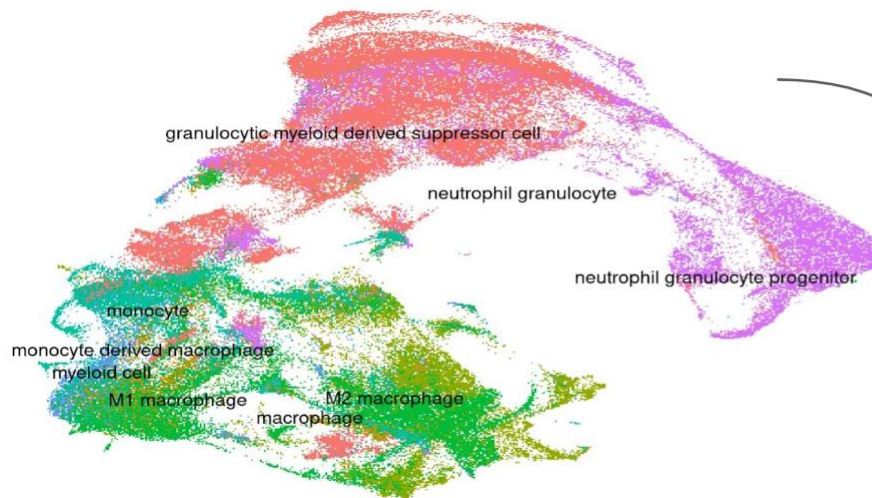 granulocytic myeloid derived suppressor cell
neutrophil granulocyte
neutrophil granulocyte progenitor
monocyte
monocyte derived macrophage
myeloid cell
M1 macrophage
M2 macrophage
macrophage